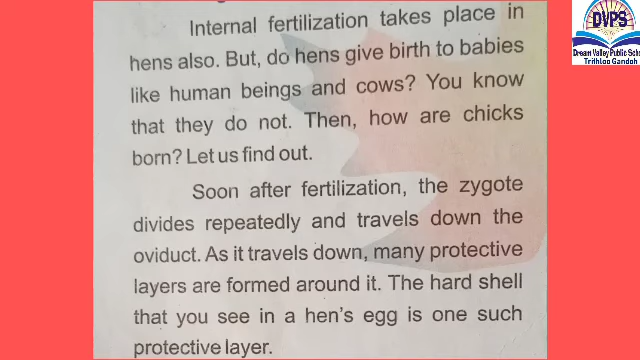 Internal fertilization takes place in
hens also. But, do hens give birth to babies
like human beings and cows? You know
that they do not. Then, how are chicks
born? Let us find out.
Soon after fertilization, the zygote
divides repeatedly and travels down the
oviduct. As it travels down, many protective
layers are formed around it. The hard shell
that you see in a hen's egg is one such
protective layer.
DVPS
Dream Valley Public Scho
Trihtoo Gandoh